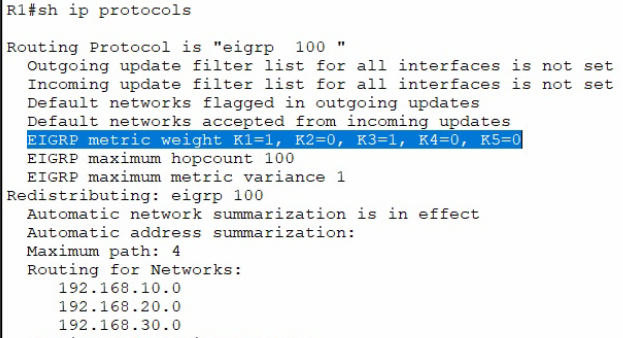 R1#sh ip protocols
Routing Protocol is "eigrp  100 "
Outgoing update filter list for all interfaces is not set
Incoming update filter list for all interfaces is not set
Default networks flagged in outgoing updates
Default networks accepted from incoming updates
EIGRP metric weight K1=1, K2=0, K3=1, K4=0, K5=0
EIGRP maximum hopcount 100
EIGRP maximum metric variance 1
Redistributing: eigrp 100
Automatic network summarization is in effect
Automatic address summarization:
Maximum path: 4
Routing for Networks:
192.168.10.0
192.168.20.0
192.168.30.0